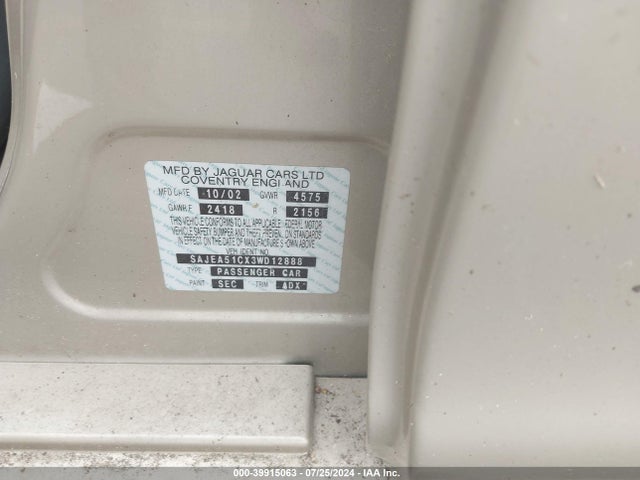 MFD BY JAGUAR CARS LTD
COVENTRY ENGLAND
MFD DATE 10/02 GVWR 4575
GAWR F 2418 R 2156
THIS VEHICLE CONFORMS TO ALL APPLICABLE FEDERAL MOTOR
VEHICLE SAFETY BUMPER AND THEFT PREVENTION STANDARDS
IN EFFECT ON THE DATE OF MANUFACTURE SHOWN ABOVE
VEH IDENT NO.
SAJEA51CX3WD12888
TYPE PASSENGER CAR
PAINT SEC TRIM ADX
000-39915063 - 07/25/2024 - IAA Inc.